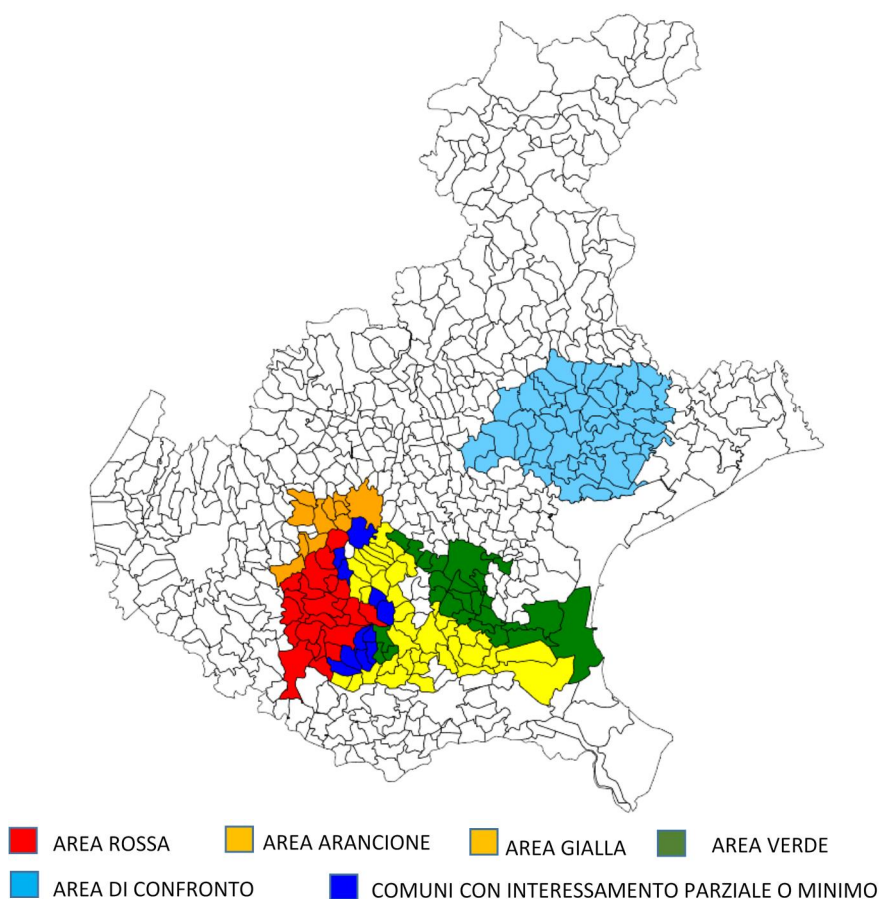 AREA ROSSA AREA ARANCIONE AREA GIALLA AREA VERDE
AREA DI CONFRONTO COMUNI CON INTERESSAMENTO PARZIALE O MINIMO